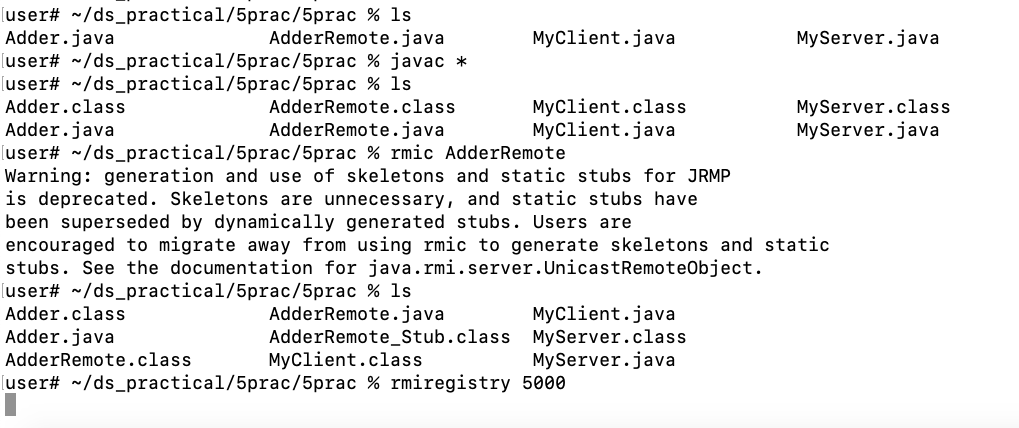 user# ~/ds_practical/5prac/5prac % ls
Adder.java AdderRemote.java MyClient.java MyServer.java
user# ~/ds_practical/5prac/5prac % javac *
user# ~/ds_practical/5prac/5prac % ls
Adder.class AdderRemote.class MyClient.class MyServer.class
Adder.java AdderRemote.java MyClient.java MyServer.java
user# ~/ds_practical/5prac/5prac % rmic AdderRemote
Warning: generation and use of skeletons and static stubs for JRMP
is deprecated. Skeletons are unnecessary, and static stubs have
been superseded by dynamically generated stubs. Users are
encouraged to migrate away from using rmic to generate skeletons and static
stubs. See the documentation for java.rmi.server.UnicastRemoteObject.
user# ~/ds_practical/5prac/5prac % ls
Adder.class AdderRemote.java MyClient.java
Adder.java AdderRemote_Stub.class MyServer.class
AdderRemote.class MyClient.class MyServer.java
user# ~/ds_practical/5prac/5prac % rmiregistry 5000